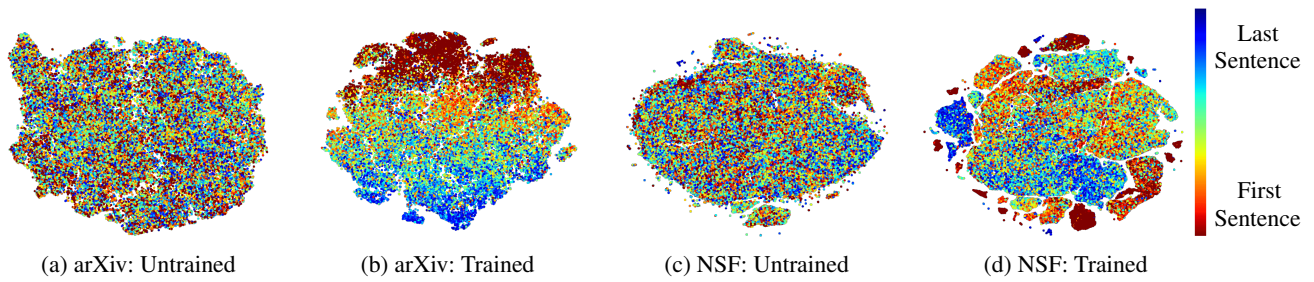 Last
Sentence
First
Sentence
(a) arXiv: Untrained
(b) arXiv: Trained
(c) NSF: Untrained
(d) NSF: Trained